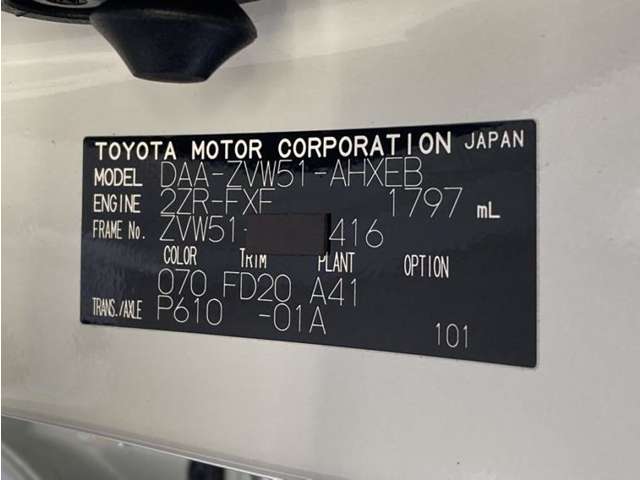 TOYOTA MOTOR CORPORATION JAPAN
MODEL DAA-ZVW51-AHXEB
ENGINE 2ZR-FXE 1797 mL
FRAME No. ZVW51- 416
COLOR TRIM PLANT OPTION
070 FD20 A41
TRANS./AXLE P610 -01A
101